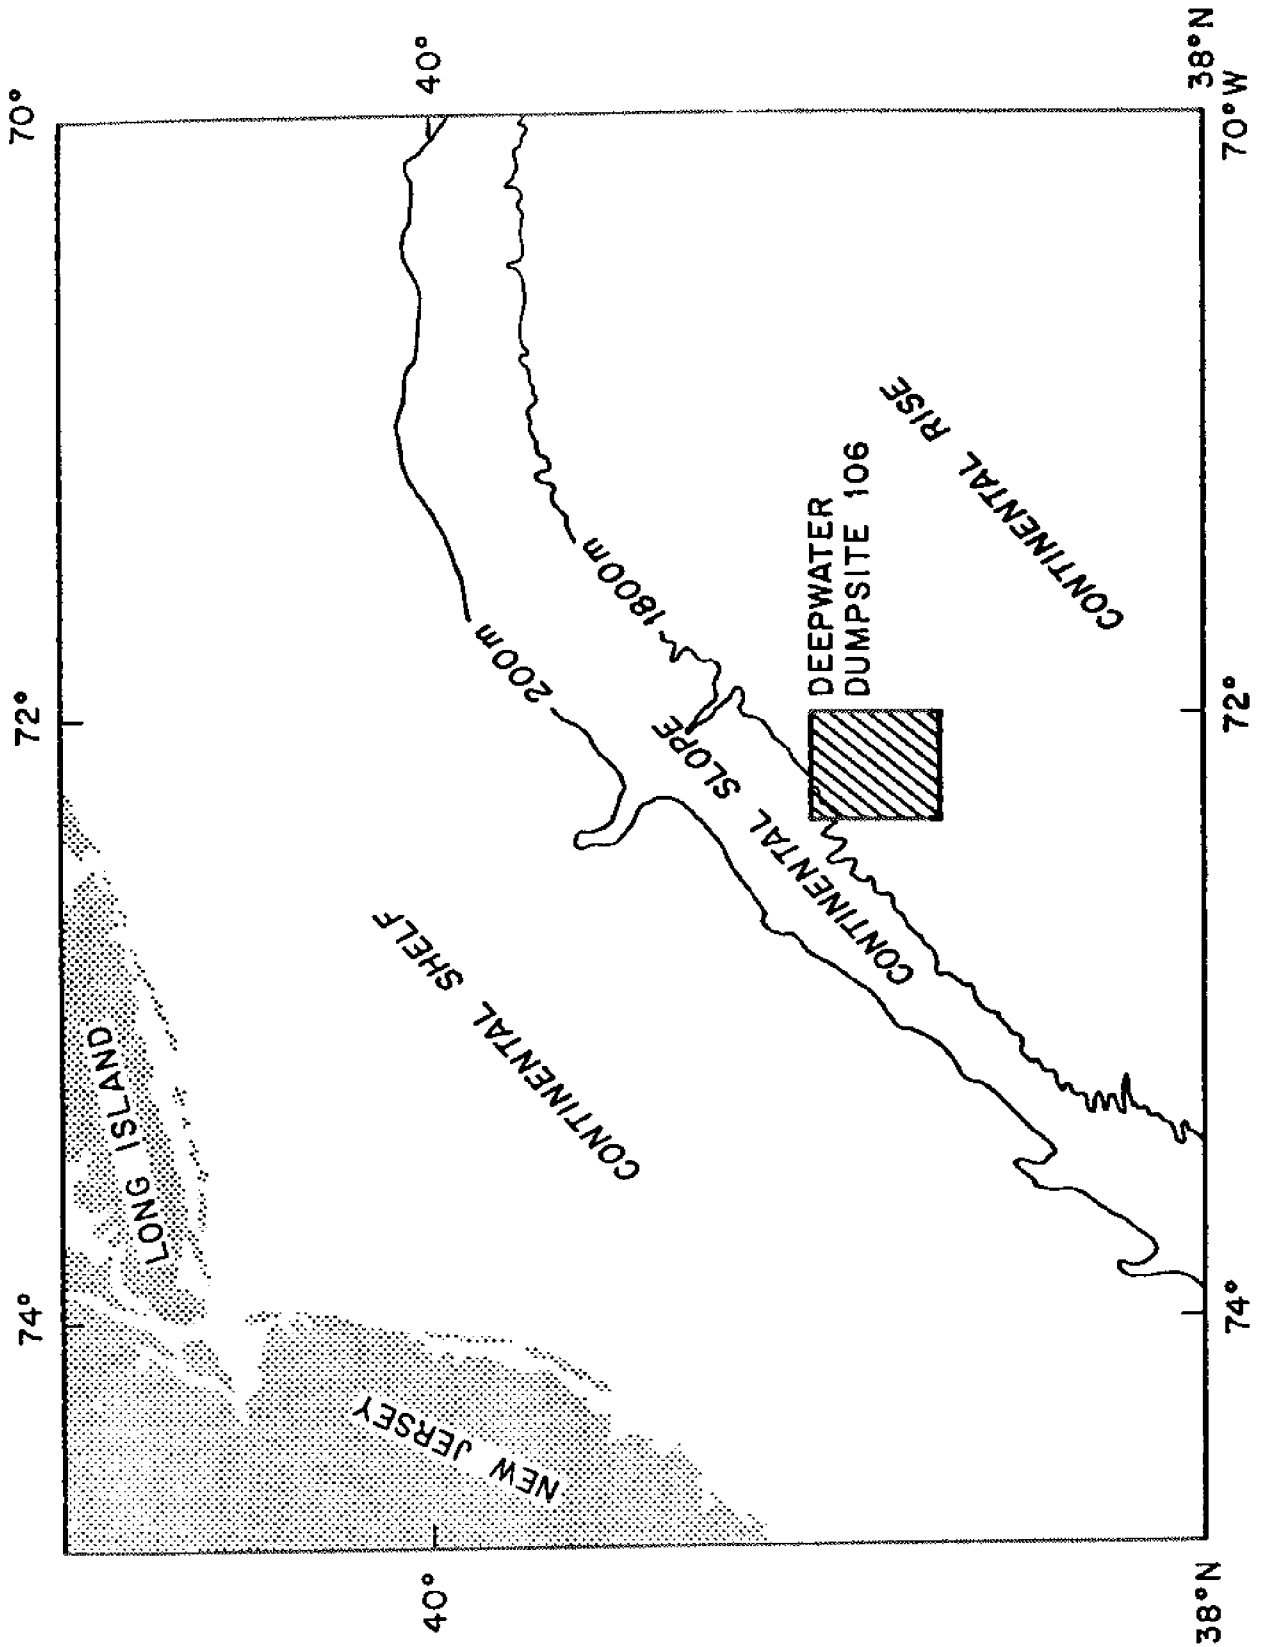 74°
72°
70°
LONG ISLAND
NEW JERSEY
40°
40°
CONTINENTAL SHELF
200m
1800m
CONTINENTAL SLOPE
DEEPWATER
DUMPSITE 106
CONTINENTAL RISE
38°N
38°N
74°
72°
70°W